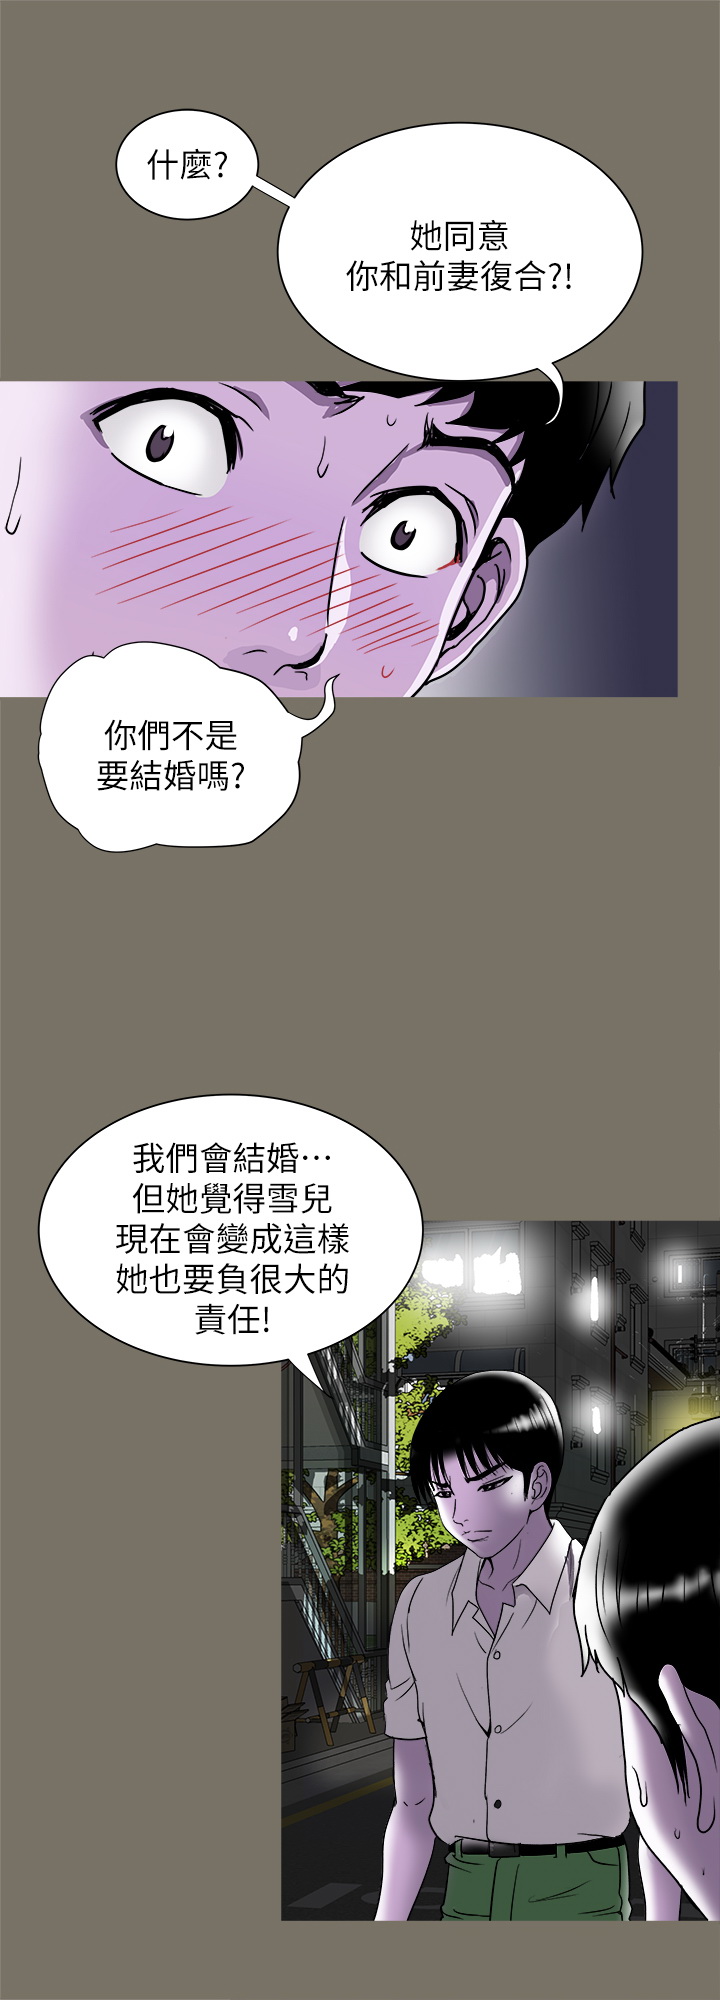 什麼?
她同意
你和前妻復合?!
你們不是
要結婚嗎?
我們會結婚…
但她覺得雪兒
現在會變成這樣
她也要負很大的
責任!